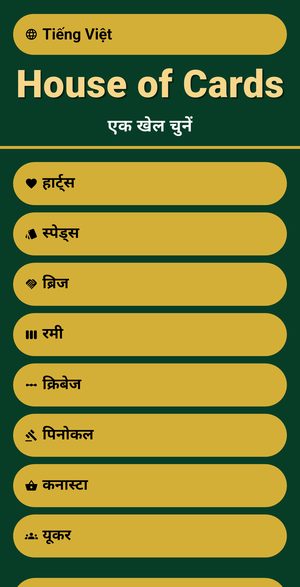 Tiếng Việt
House of Cards
एक खेल चुनें
हार्ट्स
स्पेड्स
ब्रिज
रमी
क्रिबेज
पिनोकल
कनास्टा
यूकर